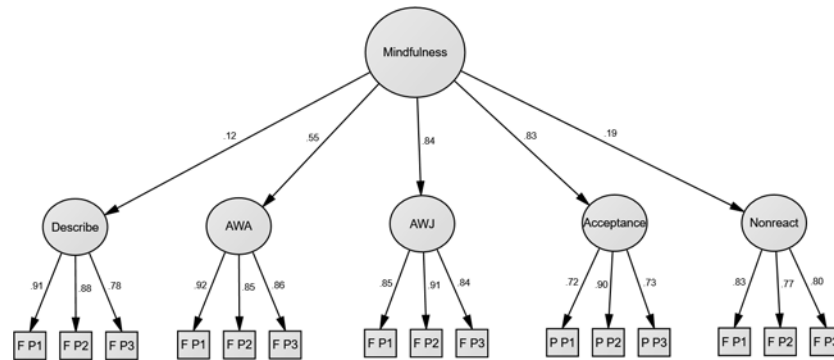 Mindfulness
.12
.55
.84
.83
.19
Describe
AWA
AWJ
Acceptance
Nonreact
.91
.88
.78
.92
.85
.86
.85
.91
.84
.72
.90
.73
.83
.77
.80
F P1
F P2
F P3
F P1
F P2
F P3
F P1
F P2
F P3
P P1
P P2
P P3
F P1
F P2
F P3